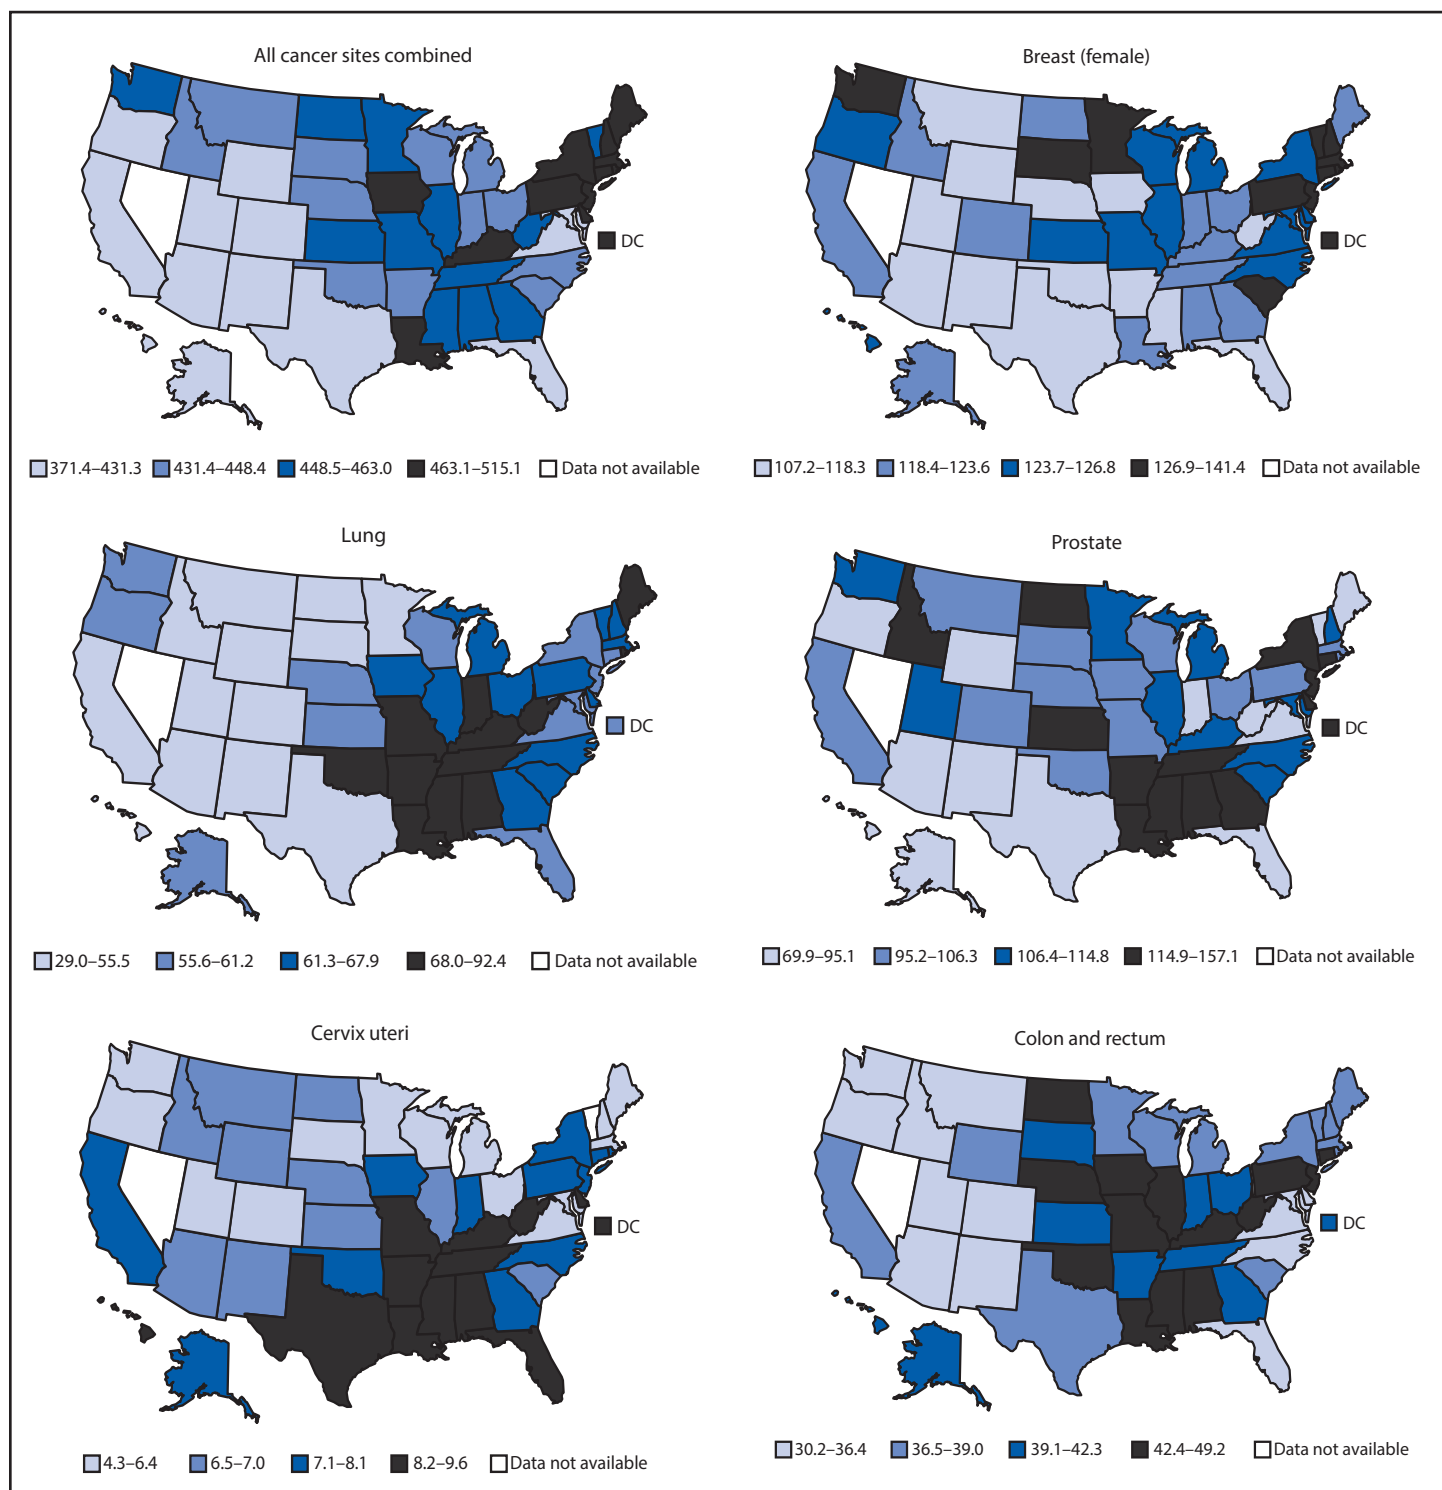 All cancer sites combined
DC
371.4–431.3 431.4–448.4 448.5–463.0 463.1–515.1 Data not available
Breast (female)
DC
107.2–118.3 118.4–123.6 123.7–126.8 126.9–141.4 Data not available
Lung
DC
29.0–55.5 55.6–61.2 61.3–67.9 68.0–92.4 Data not available
Prostate
DC
69.9–95.1 95.2–106.3 106.4–114.8 114.9–157.1 Data not available
Cervix uteri
DC
4.3–6.4 6.5–7.0 7.1–8.1 8.2–9.6 Data not available
Colon and rectum
DC
30.2–36.4 36.5–39.0 39.1–42.3 42.4–49.2 Data not available